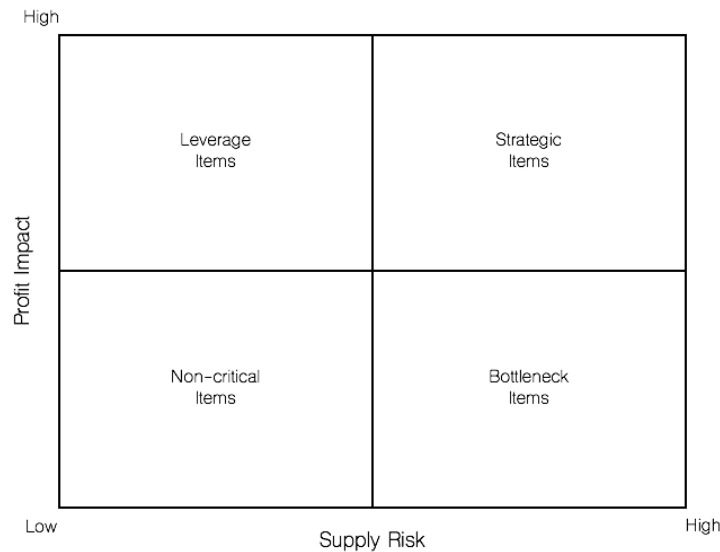 High
Leverage
Items
Strategic
Items
Profit Impact
Non-critical
Items
Bottleneck
Items
Low
Supply Risk
High